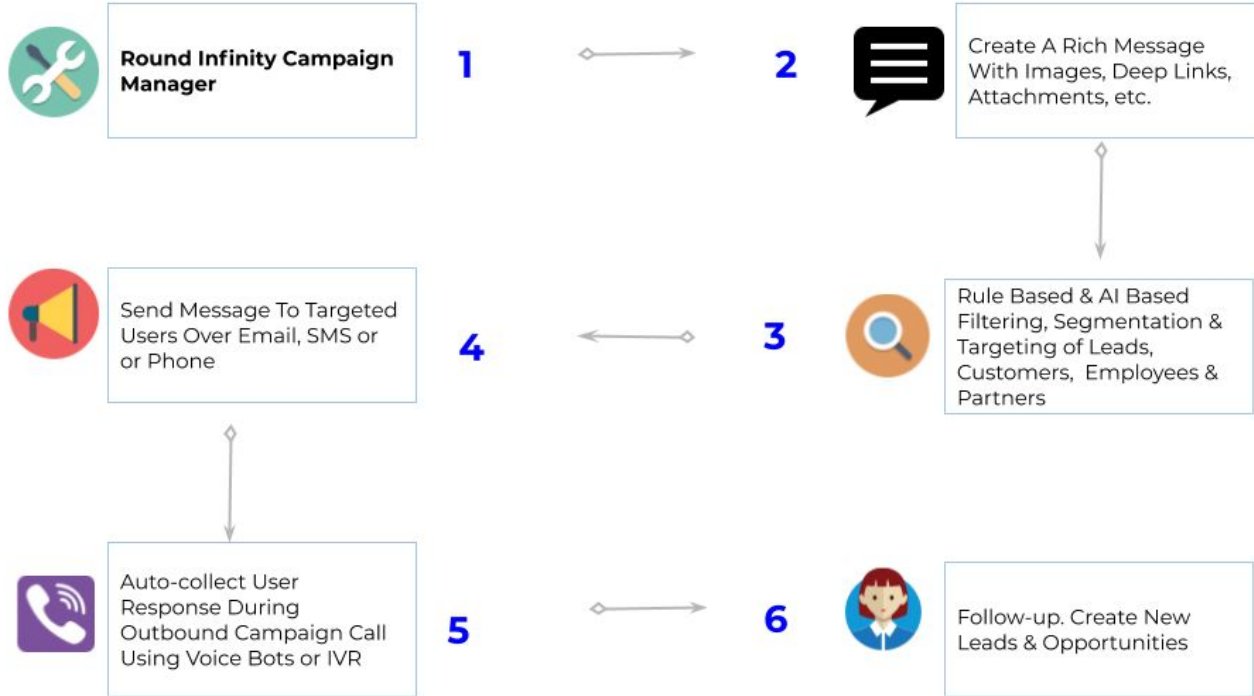 Round Infinity Campaign
Manager
1
2
Create A Rich Message
With Images, Deep Links,
Attachments, etc.
Rule Based & AI Based
Filtering, Segmentation &
Targeting of Leads,
Customers,  Employees &
Partners
3
4
Send Message To Targeted
Users Over Email, SMS or
or Phone
Auto-collect User
Response During
Outbound Campaign Call
Using Voice Bots or IVR
5
6
Follow-up. Create New
Leads & Opportunities